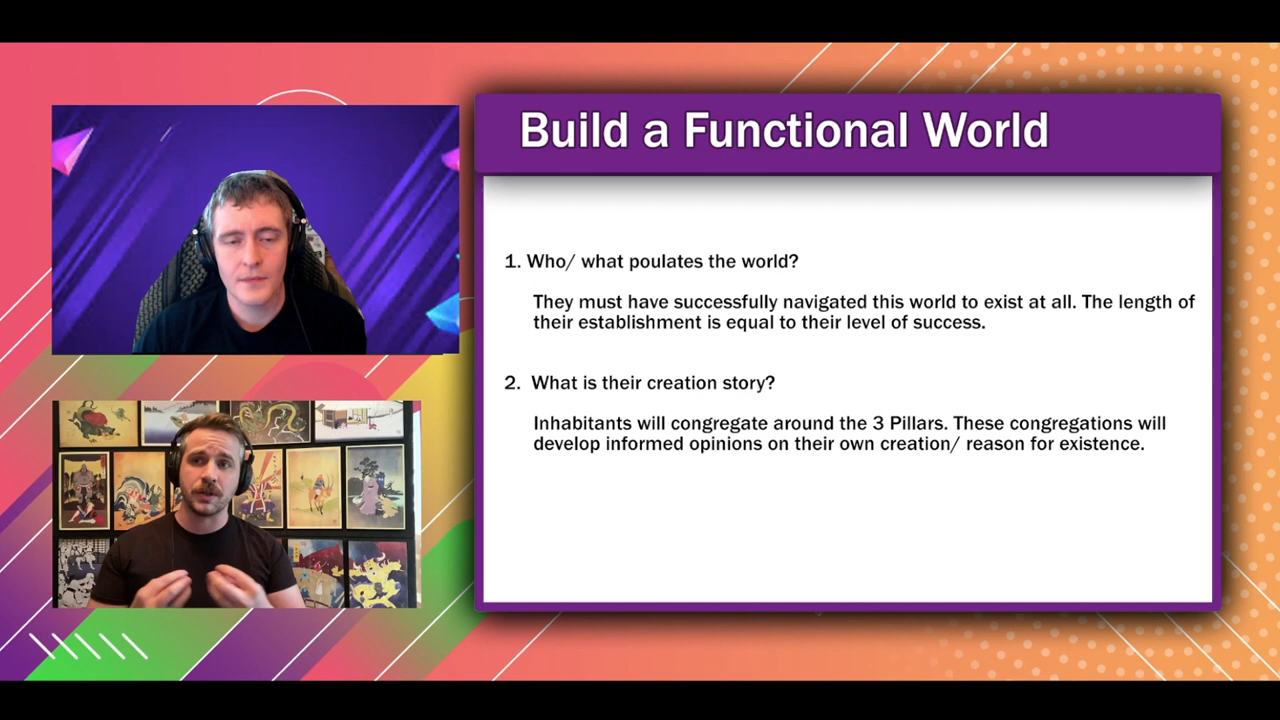 Build a Functional World
1. Who/ what poulates the world?
They must have successfully navigated this world to exist at all. The length of
their establishment is equal to their level of success.
2. What is their creation story?
Inhabitants will congregate around the 3 Pillars. These congregations will
develop informed opinions on their own creation/ reason for existence.